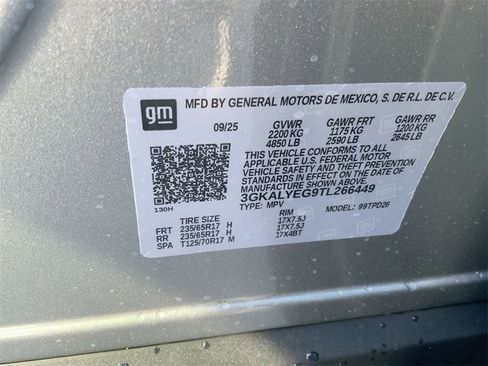 gm MFD BY GENERAL MOTORS DE MEXICO, S. DE R.L. DE C.V.
09/25 GVWR GAWR FRT GAWR RR
2200 KG 1175 KG 1200 KG
4850 LB 2590 LB 2645 LB
THIS VEHICLE CONFORMS TO ALL
APPLICABLE U.S. FEDERAL MOTOR
VEHICLE SAFETY AND THEFT PREVENTION
STANDARDS IN EFFECT ON THE DATE OF
MANUFACTURE SHOWN ABOVE.
3GKALYEG9TL266449
TYPE: MPV MODEL: 99TPD26
130H
TIRE SIZE RIM
FRT 235/65R17 H 17X7.5J
RR 235/65R17 H 17X7.5J
SPA T125/70R17 M 17X4BT